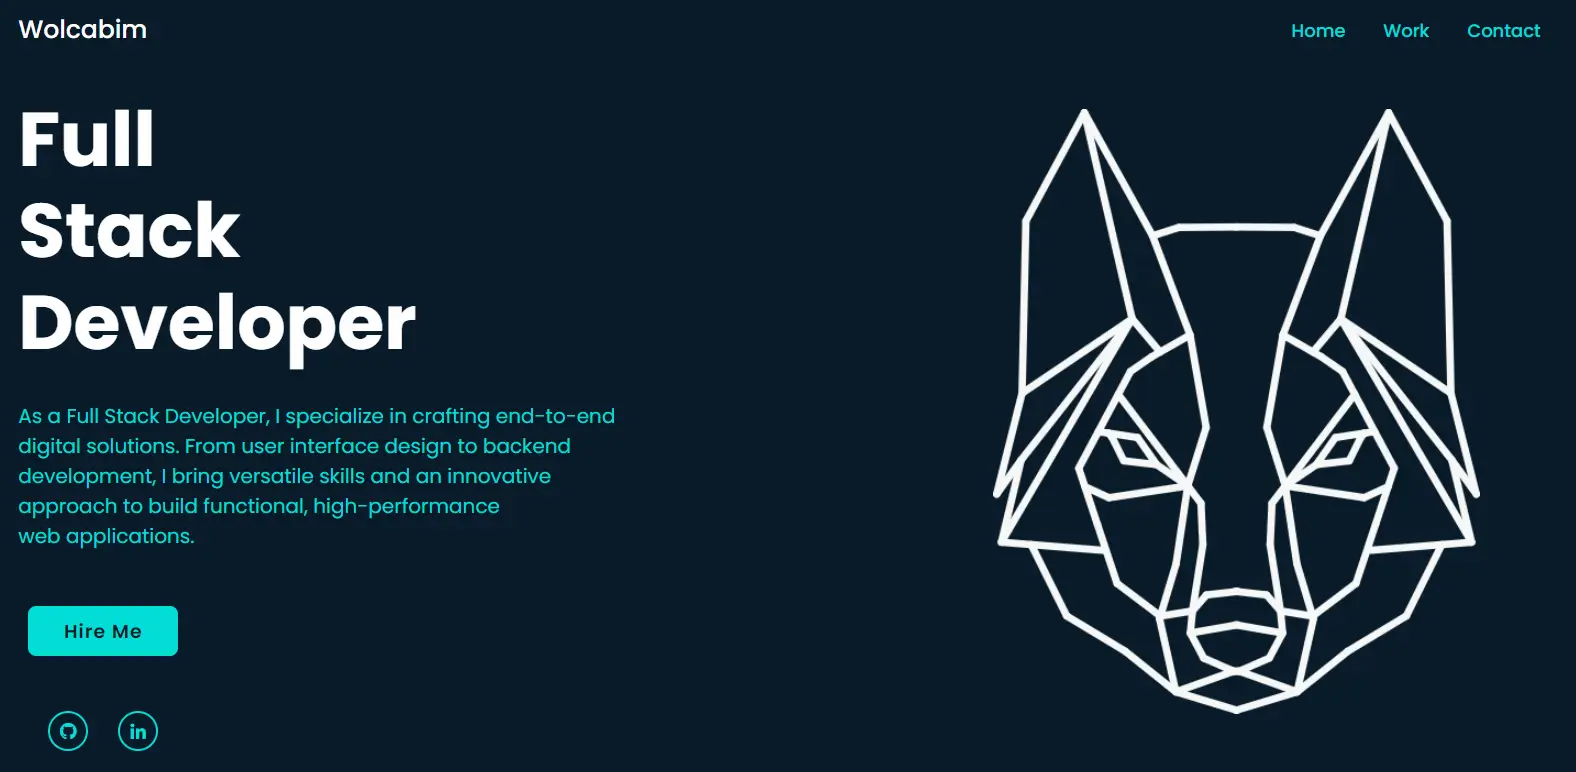 Wolcabim
Home Work Contact
Full
Stack
Developer
As a Full Stack Developer, I specialize in crafting end-to-end
digital solutions. From user interface design to backend
development, I bring versatile skills and an innovative
approach to build functional, high-performance
web applications.
Hire Me
in